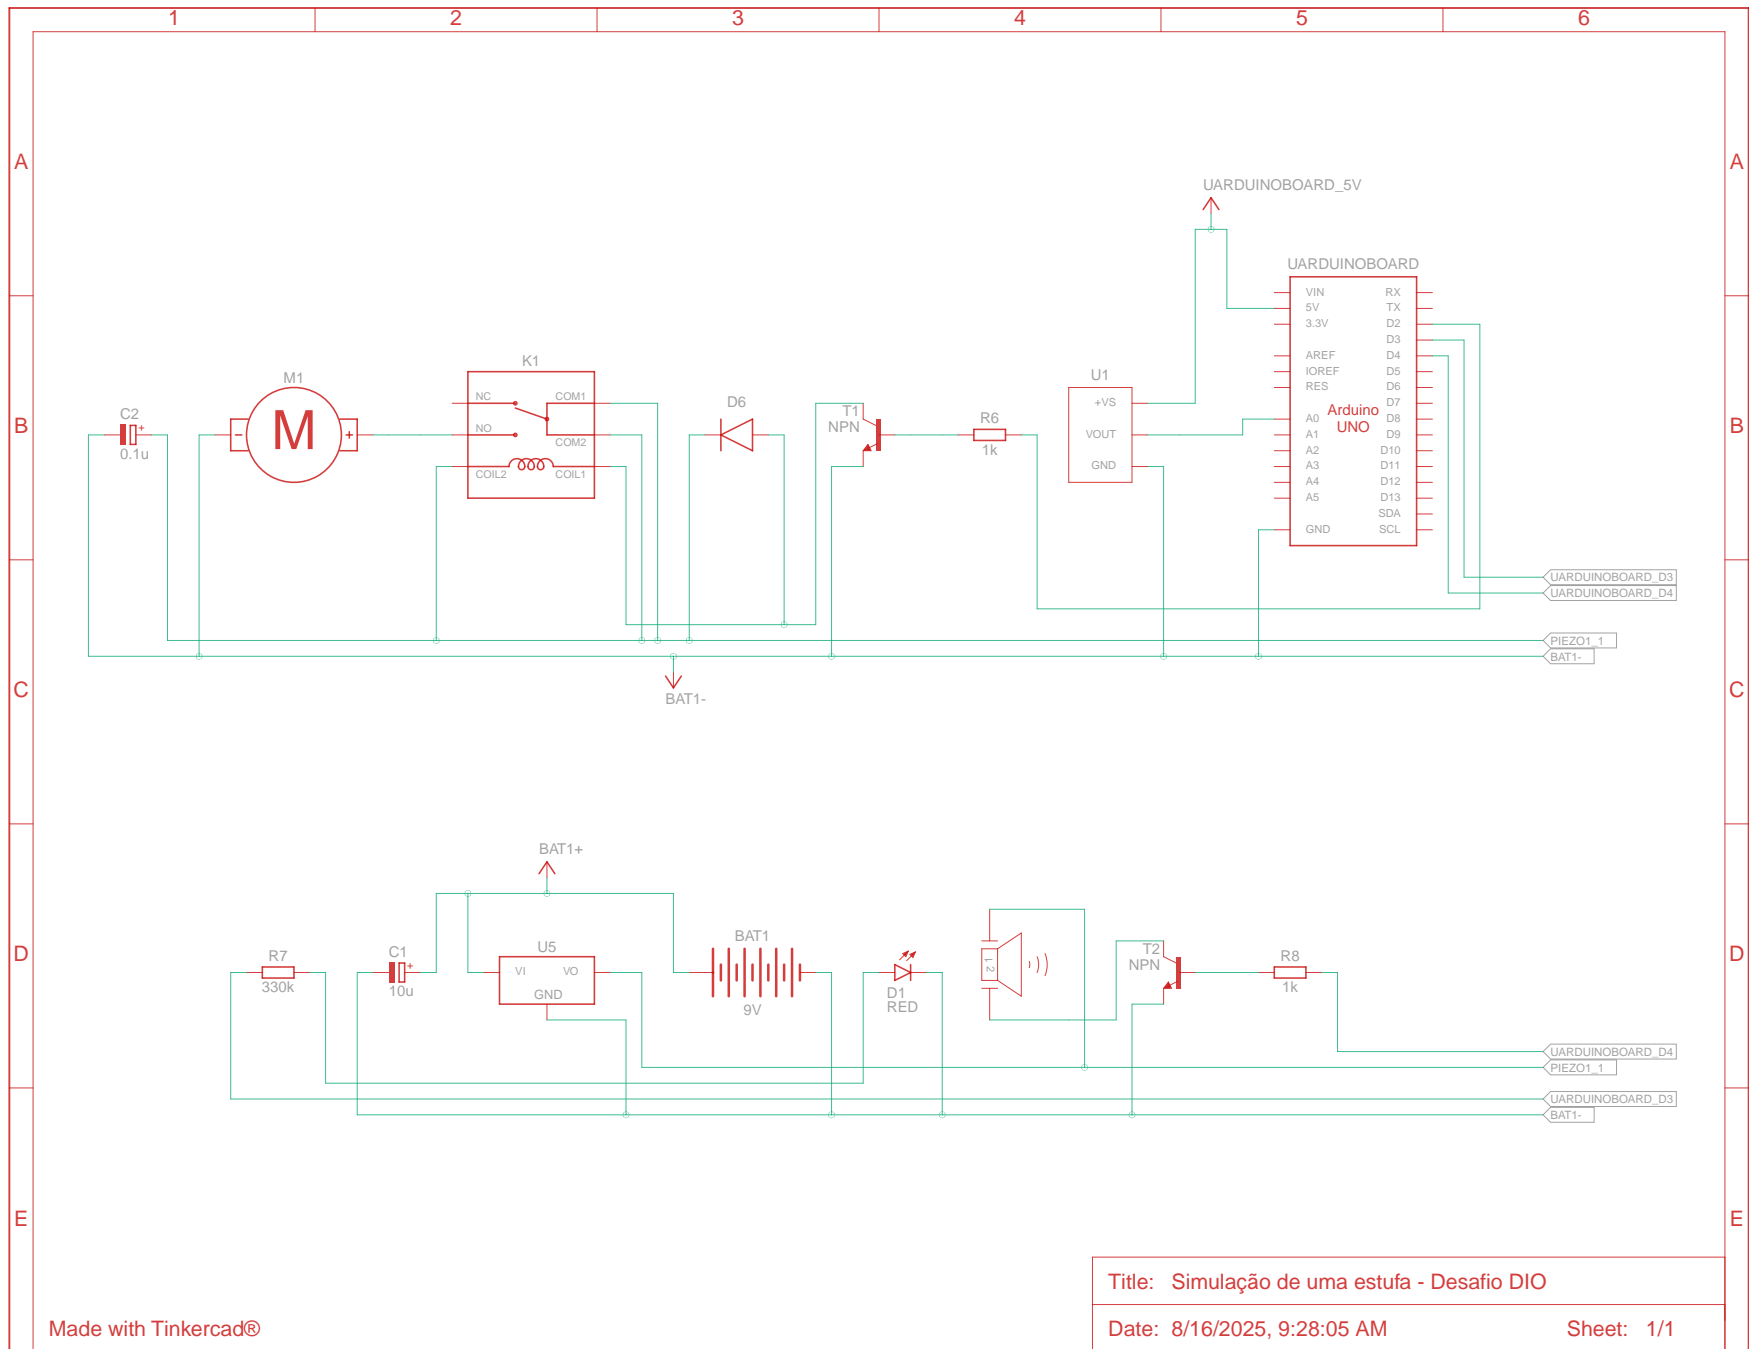 1 2 3 4 5 6
A A
UARDUINOBOARD_5V
UARDUINOBOARD
VIN RX
5V TX
3.3V D2
D3
AREF D4
IOREF D5
RES D6
D7
A0 D8
A1 D9
A2 D10
A3 D11
A4 D12
A5 D13
SDA
GND SCL
Arduino
UNO
B B
C2
+
0.1u
M1
- M +
K1
NC COM1
NO COM2
COIL2 COIL1
D6
T1
NPN
R6
1k
U1
+VS
VOUT
GND
UARDUINOBOARD_D3
UARDUINOBOARD_D4
PIEZO1_1
BAT1-
C C
BAT1-
BAT1+
D D
R7
330k
C1
+
10u
U5
VI VO
GND
BAT1
9V
D1
RED
1 2
T2
NPN
R8
1k
UARDUINOBOARD_D4
PIEZO1_1
UARDUINOBOARD_D3
BAT1-
E E
Title: Simulação de uma estufa - Desafio DIO
Made with Tinkercad®
Date: 8/16/2025, 9:28:05 AM Sheet: 1/1